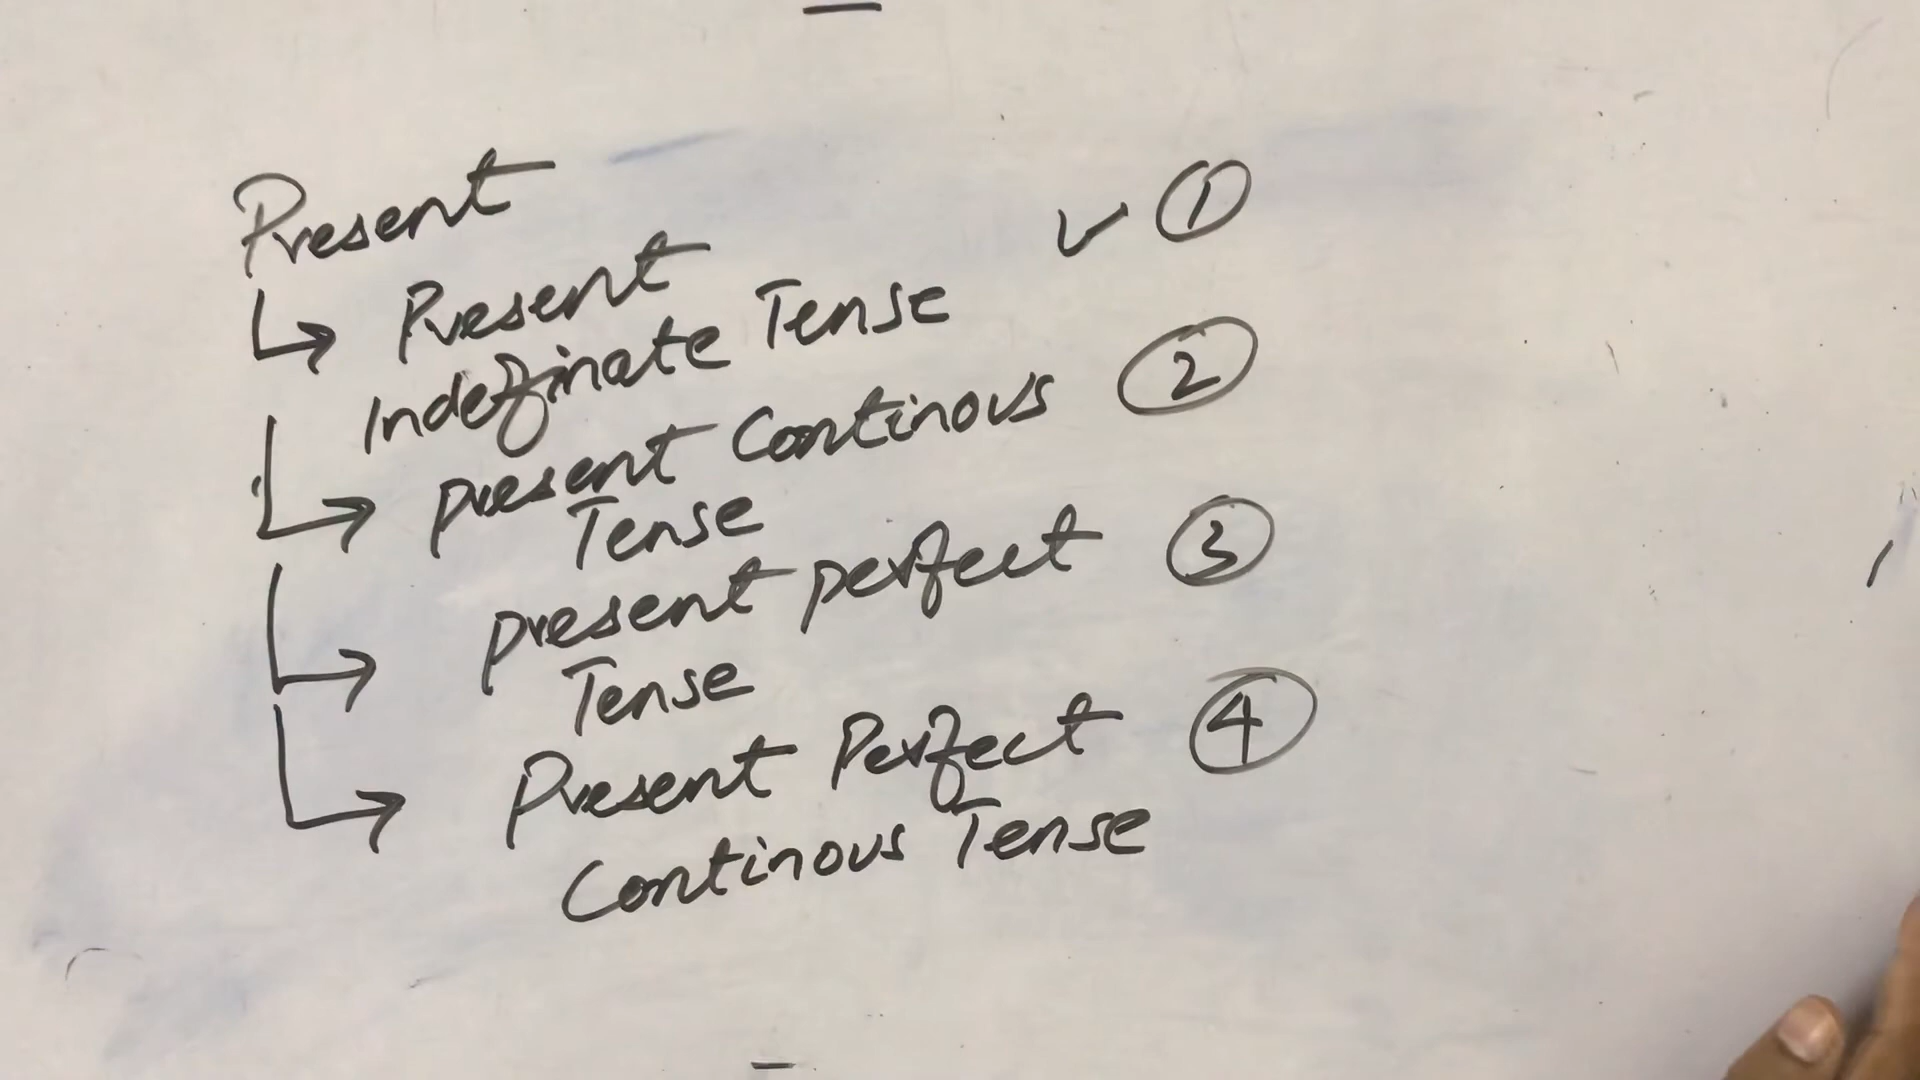 Present
Present ✓ ①
Indefinate Tense
present Continous ②
Tense
present perfect ③
Tense
Present Perfect ④
Continous Tense